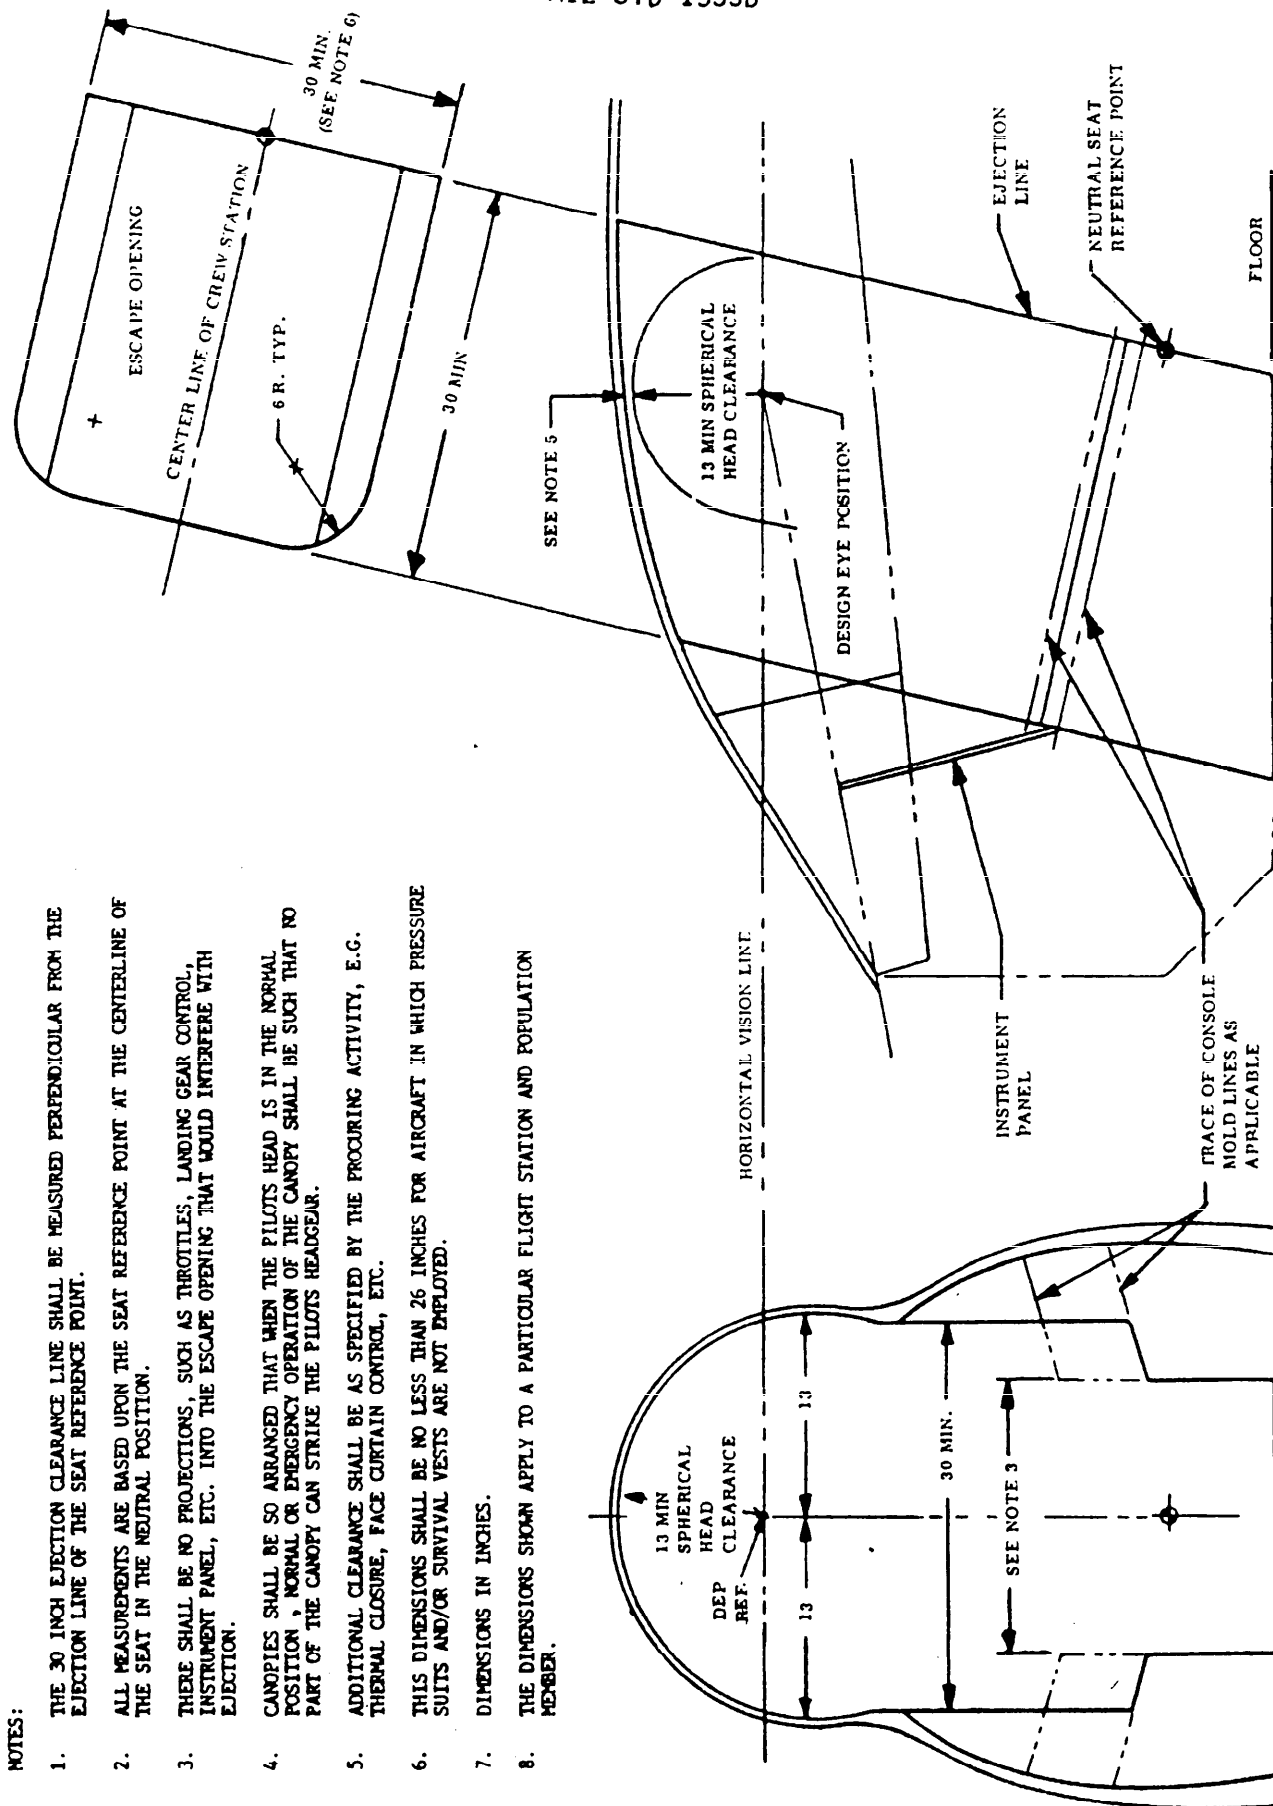 NOTES:
1. THE 30 INCH EJECTION CLEARANCE LINE SHALL BE MEASURED PERPENDICULAR FROM THE
EJECTION LINE OF THE SEAT REFERENCE POINT.
2. ALL MEASUREMENTS ARE BASED UPON THE SEAT REFERENCE POINT AT THE CENTERLINE OF
THE SEAT IN THE NEUTRAL POSITION.
3. THERE SHALL BE NO PROJECTIONS, SUCH AS THROTTLES, LANDING GEAR CONTROL,
INSTRUMENT PANEL, ETC. INTO THE ESCAPE OPENING THAT WOULD INTERFERE WITH
EJECTION.
4. CANOPIES SHALL BE SO ARRANGED THAT WHEN THE PILOTS HEAD IS IN THE NORMAL
POSITION, NORMAL OR EMERGENCY OPERATION OF THE CANOPY SHALL BE SUCH THAT NO
PART OF THE CANOPY CAN STRIKE THE PILOTS HEADGEAR.
5. ADDITIONAL CLEARANCE SHALL BE AS SPECIFIED BY THE PROCURING ACTIVITY, E.G.
THERMAL CLOSURE, FACE CURTAIN CONTROL, ETC.
6. THIS DIMENSIONS SHALL BE NO LESS THAN 26 INCHES FOR AIRCRAFT IN WHICH PRESSURE
SUITS AND/OR SURVIVAL VESTS ARE NOT EMPLOYED.
7. DIMENSIONS IN INCHES.
8. THE DIMENSIONS SHOWN APPLY TO A PARTICULAR FLIGHT STATION AND POPULATION
MEMBER.
30 MIN.
(SEE NOTE 6)
ESCAPE OPENING
CENTER LINE OF CREW STATION
6 R. TYP.
30 MIN
SEE NOTE 5
13 MIN SPHERICAL
HEAD CLEARANCE
DESIGN EYE POSITION
EJECTION
LINE
NEUTRAL SEAT
REFERENCE POINT
FLOOR
HORIZONTAL VISION LINE
INSTRUMENT
PANEL
TRACE OF CONSOLE
MOLD LINES AS
APPLICABLE
13 MIN
SPHERICAL
HEAD
CLEARANCE
DEP
REF.
13
13
30 MIN.
SEE NOTE 3